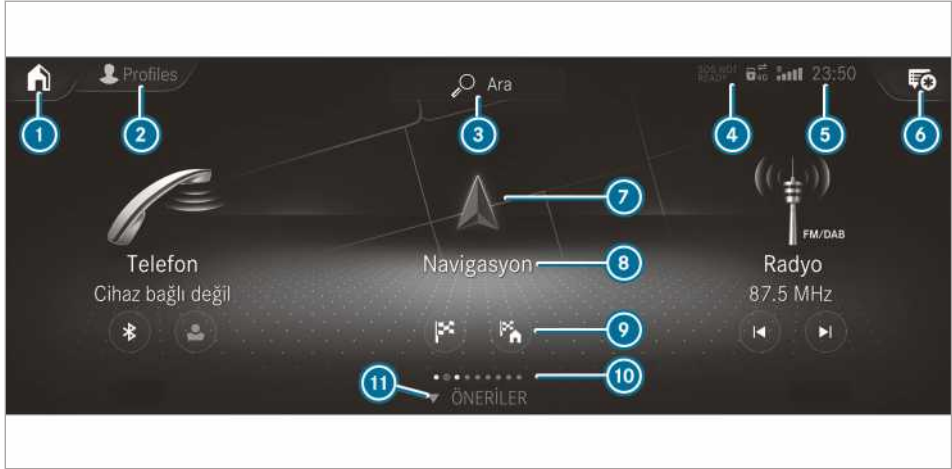 Profiles
Ara
SOS NOT
READY
4G
23:50
1
2
3
4
5
6
7
FM/DAB
Telefon
Navigasyon
8
Radyo
Cihaz bağlı değil
87.5 MHz
9
10
11
ÖNERİLER